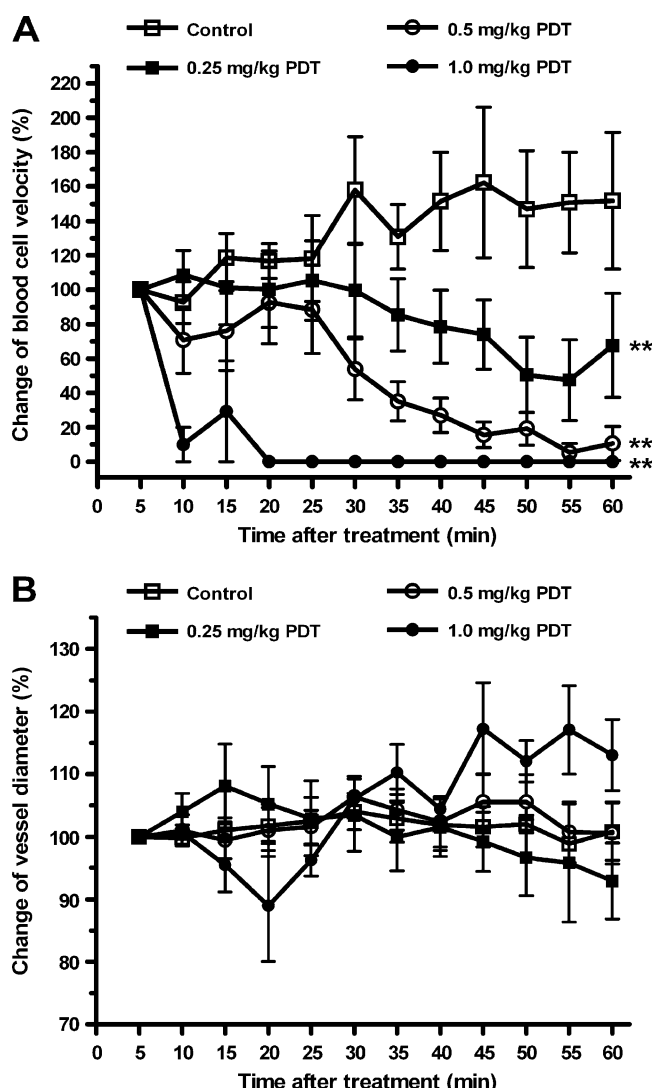 A
Control
0.5 mg/kg PDT
0.25 mg/kg PDT
1.0 mg/kg PDT
Change of blood cell velocity (%)
220
200
180
160
140
120
100
80
60
40
20
0
**
**
**
0 5 10 15 20 25 30 35 40 45 50 55 60
Time after treatment (min)
B
Control
0.5 mg/kg PDT
0.25 mg/kg PDT
1.0 mg/kg PDT
Change of vessel diameter (%)
130
120
110
100
90
80
70
0 5 10 15 20 25 30 35 40 45 50 55 60
Time after treatment (min)